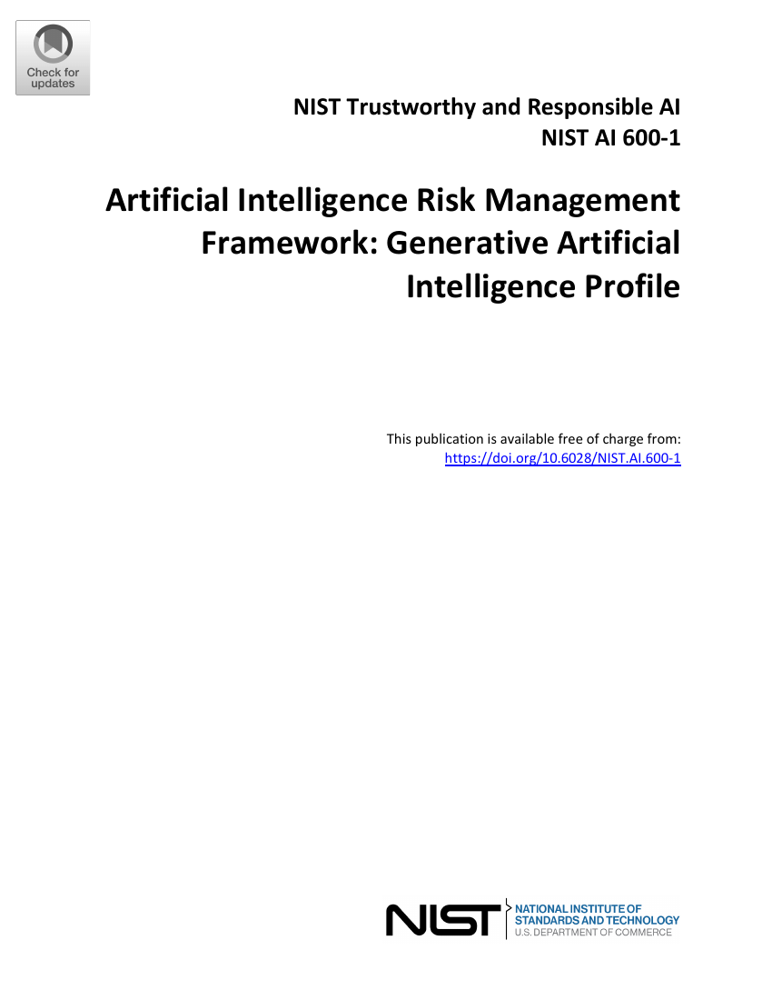 Check for
updates
NIST Trustworthy and Responsible AI
NIST AI 600-1
Artificial Intelligence Risk Management
Framework: Generative Artificial
Intelligence Profile
This publication is available free of charge from:
https://doi.org/10.6028/NIST.AI.600-1
NIST
NATIONAL INSTITUTE OF
STANDARDS AND TECHNOLOGY
U.S. DEPARTMENT OF COMMERCE